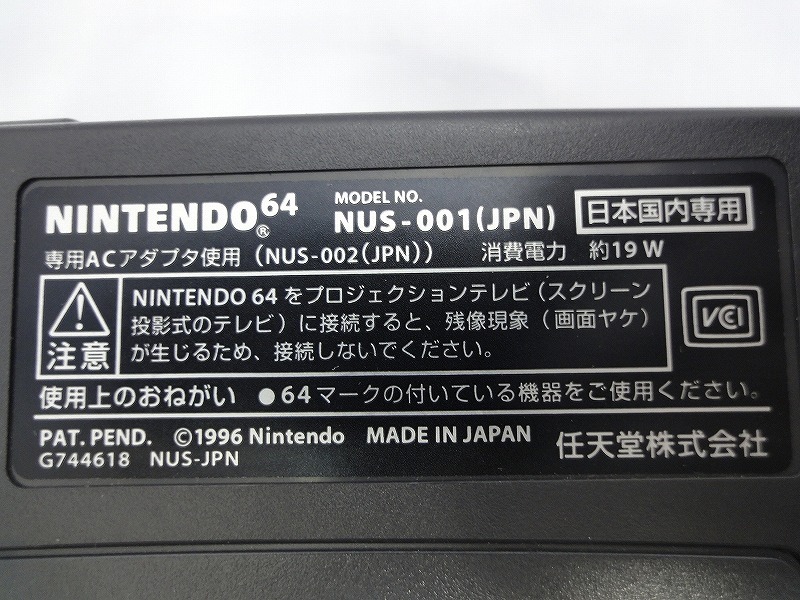 NINTENDO®64 MODEL NO. NUS-001(JPN) 日本国内専用
専用ACアダプタ使用（NUS-002(JPN)） 消費電力 約19W
注意
NINTENDO 64をプロジェクションテレビ（スクリーン
投影式のテレビ）に接続すると、残像現象（画面ヤケ）
が生じるため、接続しないでください。
VCI
使用上のおねがい ●64マークの付いている機器をご使用ください。
PAT. PEND. ©1996 Nintendo MADE IN JAPAN 任天堂株式会社
G744618 NUS-JPN